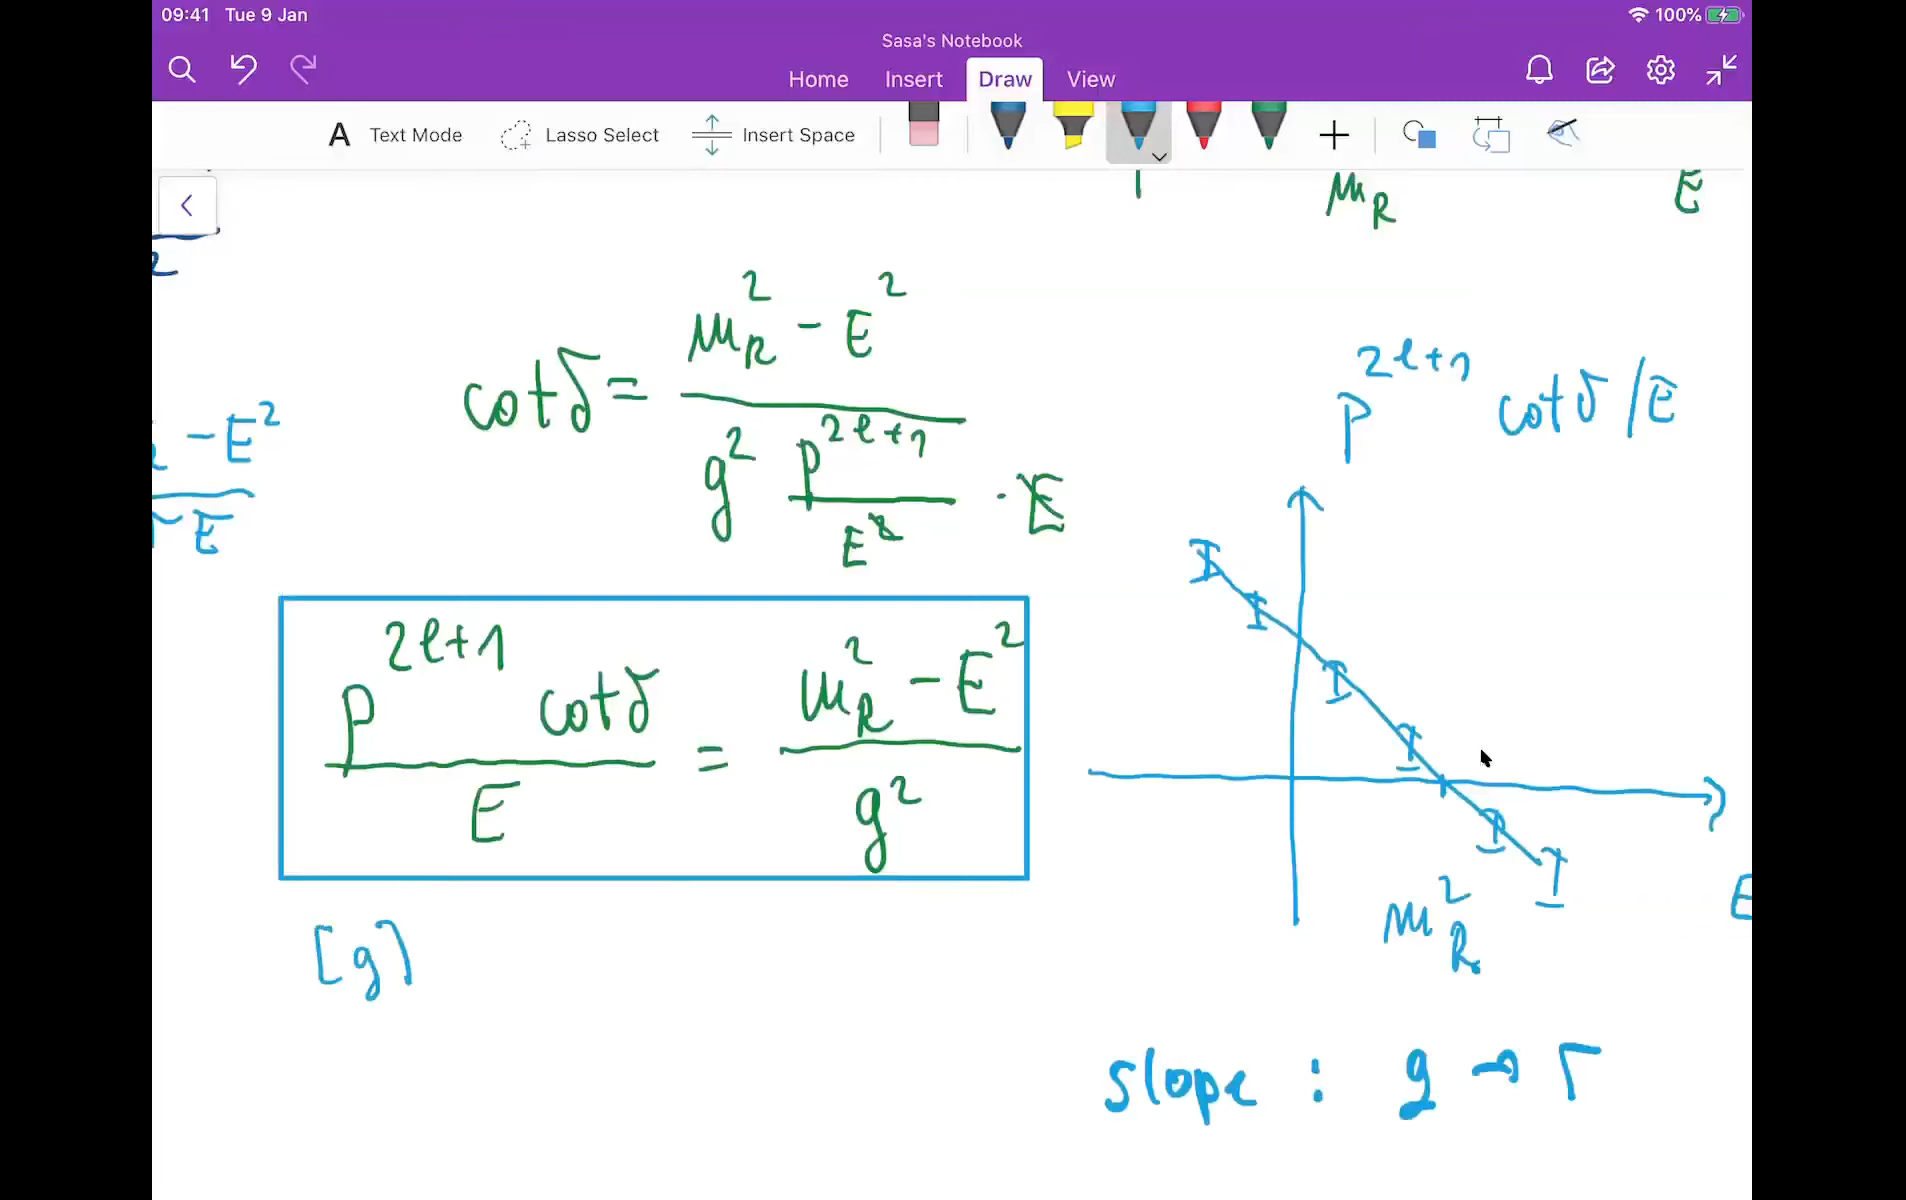 09:41 Tue 9 Jan
100%
Sasa's Notebook
Home Insert Draw View
A Text Mode Lasso Select Insert Space
m_R E
cot δ = (m_R^2 - E^2) / (g^2 p^{2ℓ+1} / E^2 · E)
- E^2
Γ E
p^{2ℓ+1} cot δ / E
p^{2ℓ+1} cot δ / E = (m_R^2 - E^2) / g^2
m_R^2
E
[g]
slope : g → Γ